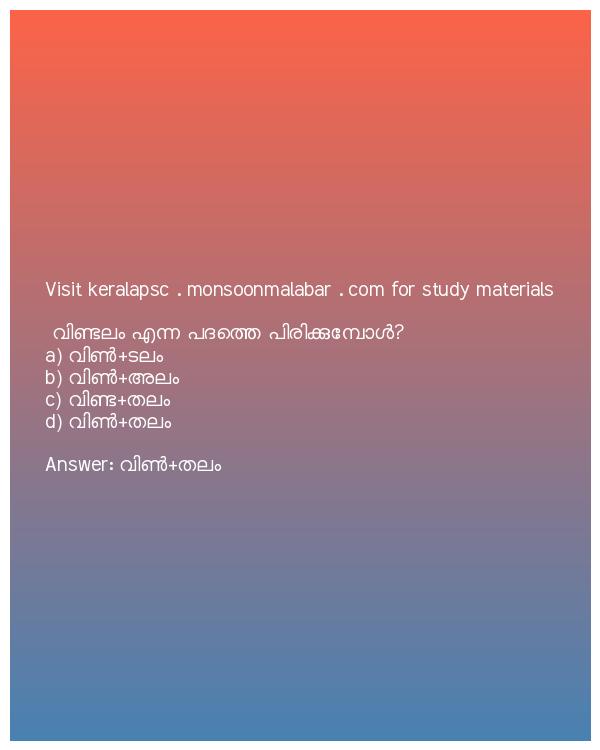 Visit keralapsc . monsoonmalabar . com for study materials
വിണ്ടലം എന്ന പദത്തെ പിരിക്കുമ്പോൾ?
a) വിൺ+ടലം
b) വിൺ+അലം
c) വിണ്ട+തലം
d) വിൺ+തലം
Answer: വിൺ+തലം